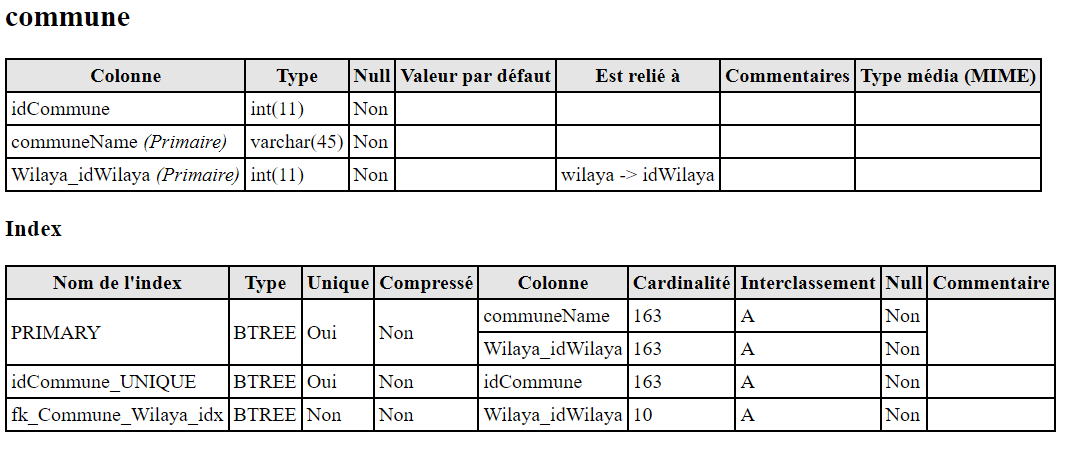 commune
Colonne Type Null Valeur par défaut Est relié à Commentaires Type média (MIME)
idCommune int(11) Non
communeName (Primaire) varchar(45) Non
Wilaya_idWilaya (Primaire) int(11) Non wilaya -> idWilaya
Index
Nom de l'index Type Unique Compressé Colonne Cardinalité Interclassement Null Commentaire
PRIMARY BTREE Oui Non communeName 163 A Non
Wilaya_idWilaya 163 A Non
idCommune_UNIQUE BTREE Oui Non idCommune 163 A Non
fk_Commune_Wilaya_idx BTREE Non Non Wilaya_idWilaya 10 A Non